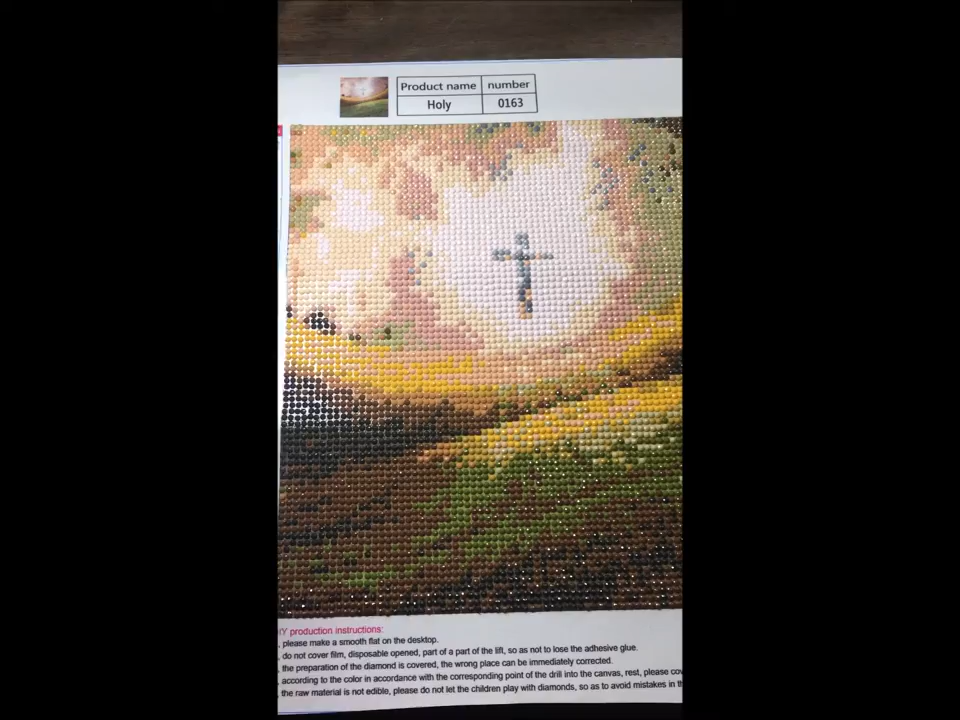 Product name number
Holy 0163
IY production instructions:
, please make a smooth flat on the desktop.
, do not cover film, disposable opened, part of a part of the lift, so as not to lose the adhesive glue.
, the preparation of the diamond is covered, the wrong place can be immediately corrected.
, according to the color in accordance with the corresponding point of the drill into the canvas, rest, please cov
, the raw material is not edible, please do not let the children play with diamonds, so as to avoid mistakes in th